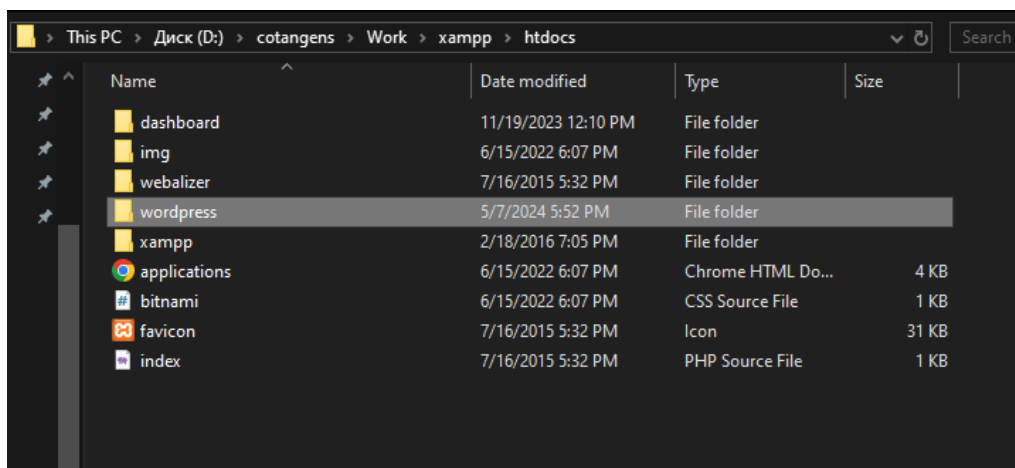 This PC > Диск (D:) > cotangens > Work > xampp > htdocs Search
Name Date modified Type Size
dashboard 11/19/2023 12:10 PM File folder
img 6/15/2022 6:07 PM File folder
webalizer 7/16/2015 5:32 PM File folder
wordpress 5/7/2024 5:52 PM File folder
xampp 2/18/2016 7:05 PM File folder
applications 6/15/2022 6:07 PM Chrome HTML Do... 4 KB
bitnami 6/15/2022 6:07 PM CSS Source File 1 KB
favicon 7/16/2015 5:32 PM Icon 31 KB
index 7/16/2015 5:32 PM PHP Source File 1 KB